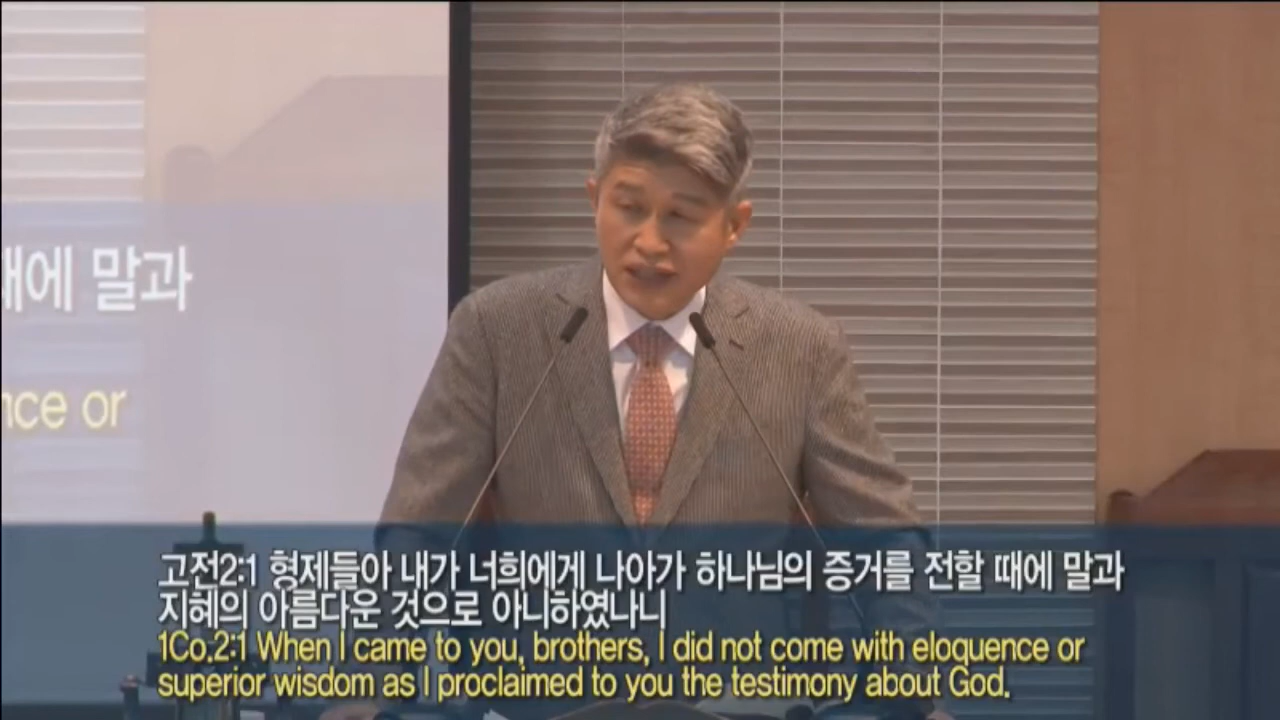 때에 말과
nce or
고전2:1 형제들아 내가 너희에게 나아가 하나님의 증거를 전할 때에 말과
지혜의 아름다운 것으로 아니하였나니
1Co.2:1 When I came to you, brothers, I did not come with eloquence or
superior wisdom as I proclaimed to you the testimony about God.